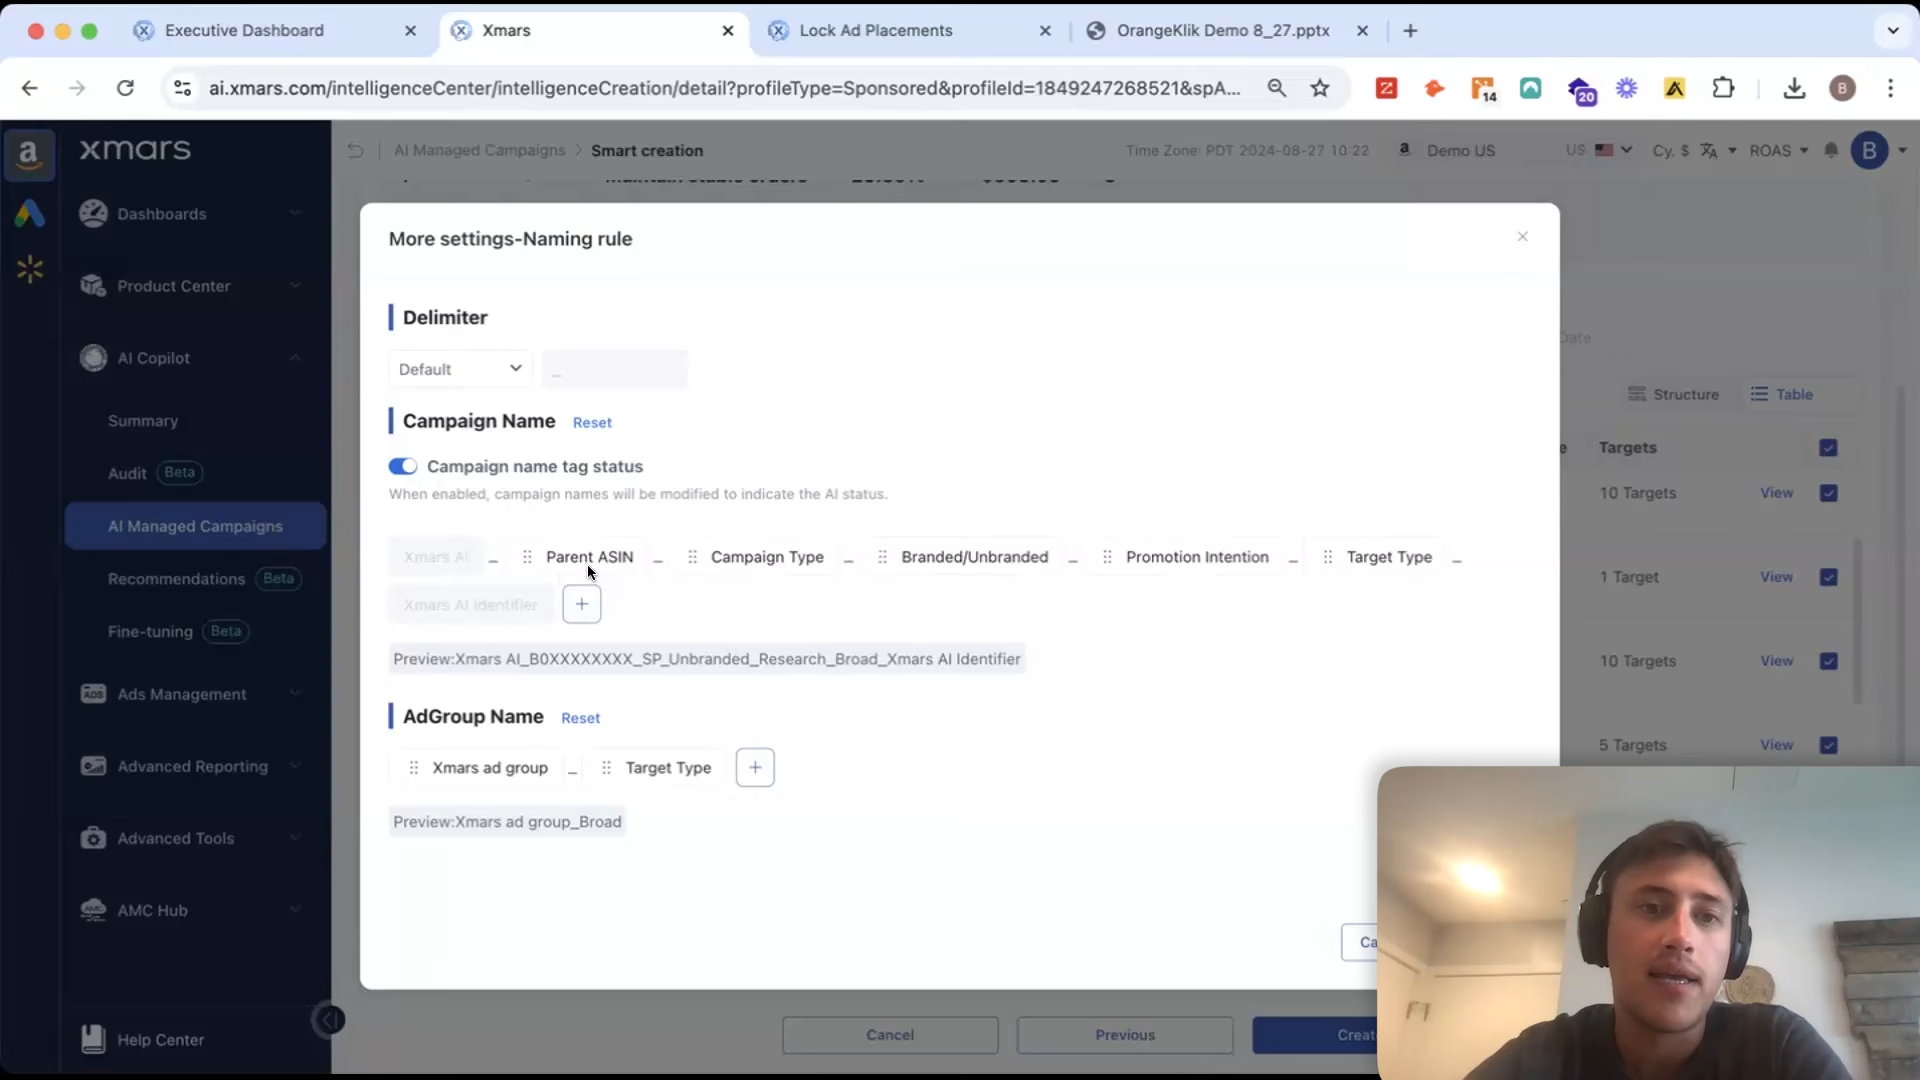 Executive Dashboard
Xmars
Lock Ad Placements
OrangeKlik Demo 8_27.pptx
ai.xmars.com/intelligenceCenter/intelligenceCreation/detail?profileType=Sponsored&profileId=1849247268521&spA...
14
20
B
xmars
AI Managed Campaigns > Smart creation
Time Zone: PDT 2024-08-27 10:22
Demo US
US
Cy. $
ROAS
B
Dashboards
Product Center
AI Copilot
Summary
Audit Beta
AI Managed Campaigns
Recommendations Beta
Fine-tuning Beta
Ads Management
Advanced Reporting
Advanced Tools
AMC Hub
Help Center
More settings-Naming rule
Delimiter
Default
_
Campaign Name Reset
Campaign name tag status
When enabled, campaign names will be modified to indicate the AI status.
Xmars AI _ Parent ASIN _ Campaign Type _ Branded/Unbranded _ Promotion Intention _ Target Type _
Xmars AI Identifier +
Preview:Xmars AI_B0XXXXXXXX_SP_Unbranded_Research_Broad_Xmars AI Identifier
AdGroup Name Reset
Xmars ad group _ Target Type +
Preview:Xmars ad group_Broad
Date
Structure
Table
Targets
10 Targets View
1 Target View
10 Targets View
5 Targets View
Cancel
Previous